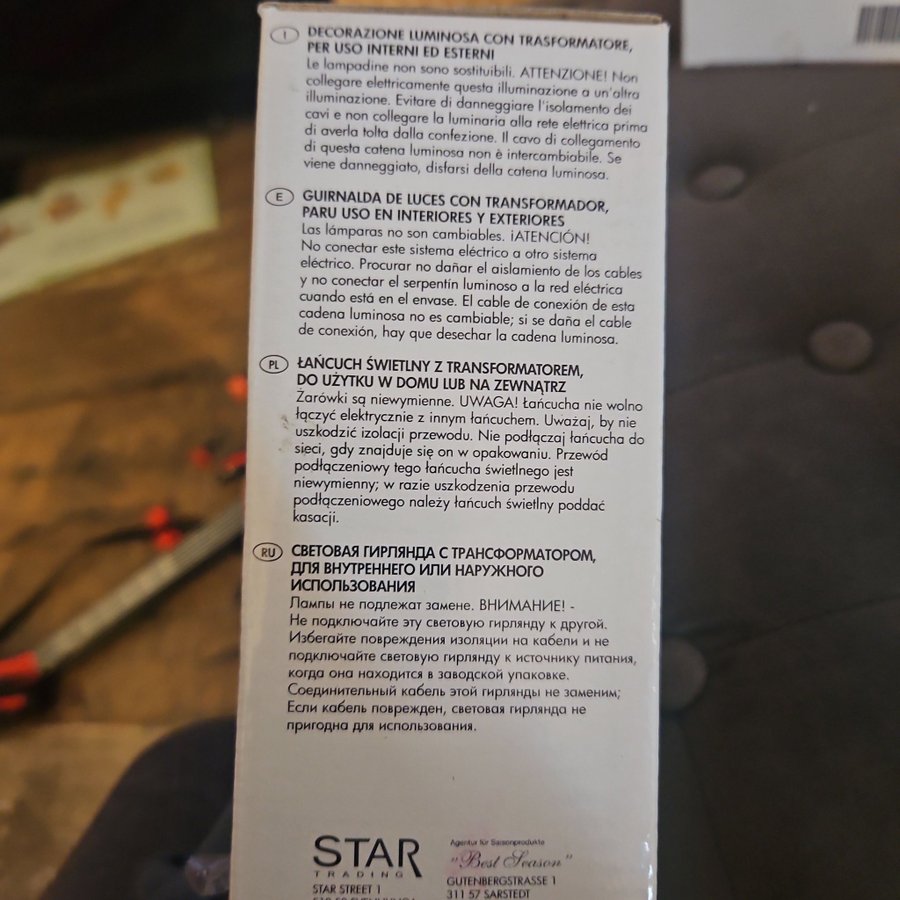 I
DECORAZIONE LUMINOSA CON TRASFORMATORE,
PER USO INTERNI ED ESTERNI
Le lampadine non sono sostituibili. ATTENZIONE! Non
collegare elettricamente questa illuminazione a un'altra
illuminazione. Evitare di danneggiare l'isolamento dei
cavi e non collegare la luminaria alla rete elettrica prima
di averla tolta dalla confezione. Il cavo di collegamento
di questa catena luminosa non è intercambiabile. Se
viene danneggiato, disfarsi della catena luminosa.
E
GUIRNALDA DE LUCES CON TRANSFORMADOR,
PARU USO EN INTERIORES Y EXTERIORES
Las lámparas no son cambiables. ¡ATENCIÓN!
No conectar este sistema eléctrico a otro sistema
eléctrico. Procurar no dañar el aislamiento de los cables
y no conectar el serpentín luminoso a la red eléctrica
cuando está en el envase. El cable de conexión de esta
cadena luminosa no es cambiable; si se daña el cable
de conexión, hay que desechar la cadena luminosa.
PL
ŁAŃCUCH ŚWIETLNY Z TRANSFORMATOREM,
DO UŻYTKU W DOMU LUB NA ZEWNĄTRZ
Żarówki są niewymienne. UWAGA! Łańcucha nie wolno
łączyć elektrycznie z innym łańcuchem. Uważaj, by nie
uszkodzić izolacji przewodu. Nie podłączaj łańcucha do
sieci, gdy znajduje się on w opakowaniu. Przewód
podłączeniowy tego łańcucha świetlnego jest
niewymienny; w razie uszkodzenia przewodu
podłączeniowego należy łańcuch świetlny poddać
kasacji.
RU
СВЕТОВАЯ ГИРЛЯНДА С ТРАНСФОРМАТОРОМ,
ДЛЯ ВНУТРЕННЕГО ИЛИ НАРУЖНОГО
ИСПОЛЬЗОВАНИЯ
Лампы не подлежат замене. ВНИМАНИЕ! -
Не подключайте эту световую гирлянду к другой.
Избегайте повреждения изоляции на кабели и не
подключайте световую гирлянду к источнику питания,
когда она находится в заводской упаковке.
Соединительный кабель этой гирлянды не заменим;
Если кабель поврежден, световая гирлянда не
пригодна для использования.
STAR
TRADING
STAR STREET 1
Agentur für Saisonprodukte
"Best Season"
GUTENBERGSTRASSE 1
311 57 SARSTEDT